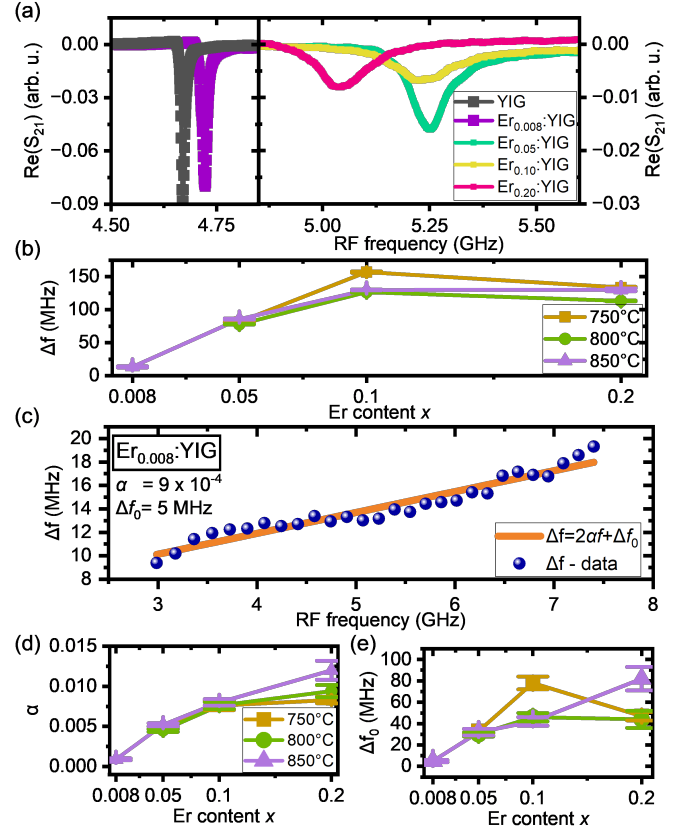 (a)
0.00
−0.03
−0.06
−0.09
Re(S21) (arb. u.)
0.00
−0.01
−0.02
−0.03
Re(S21) (arb. u.)
YIG
Er0.008:YIG
Er0.05:YIG
Er0.10:YIG
Er0.20:YIG
4.50 4.75 5.00 5.25 5.50
RF frequency (GHz)
(b)
150
100
50
0
Δf (MHz)
750°C
800°C
850°C
0.008 0.05 0.1 0.2
Er content x
(c)
20
18
16
14
12
10
8
Δf (MHz)
Er0.008:YIG
α = 9 x 10-4
Δf0= 5 MHz
Δf=2αf+Δf0
Δf - data
2 3 4 5 6 7 8
RF frequency (GHz)
(d)
0.015
0.010
0.005
0.000
α
750°C
800°C
850°C
0.008 0.05 0.1 0.2
Er content x
(e)
100
80
60
40
20
0
Δf0 (MHz)
0.008 0.05 0.1 0.2
Er content x